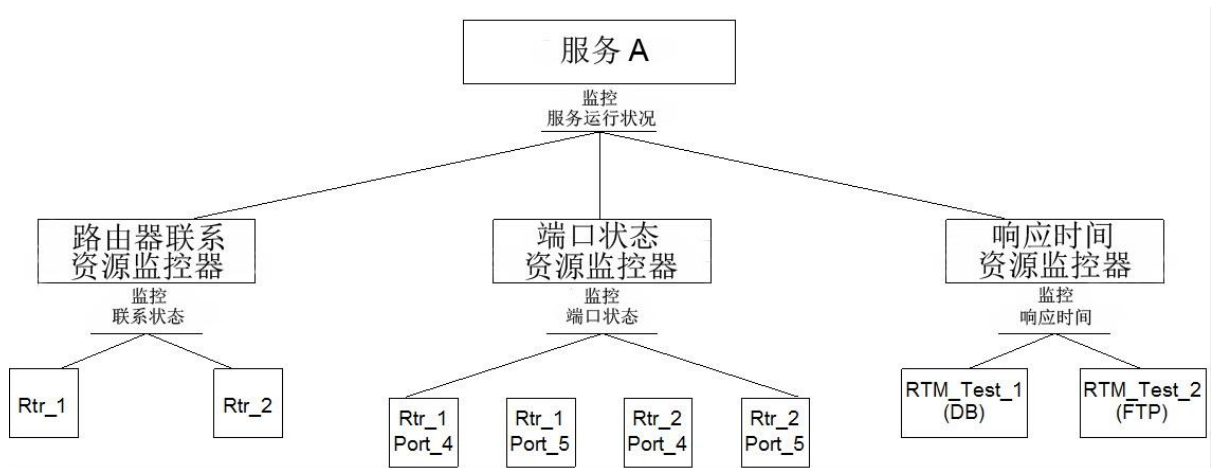 服务 A
监控
服务运行状况
路由器联系
资源监控器
端口状态
资源监控器
响应时间
资源监控器
监控
联系状态
监控
端口状态
监控
响应时间
Rtr_1
Rtr_2
Rtr_1
Port_4
Rtr_1
Port_5
Rtr_2
Port_4
Rtr_2
Port_5
RTM_Test_1
(DB)
RTM_Test_2
(FTP)